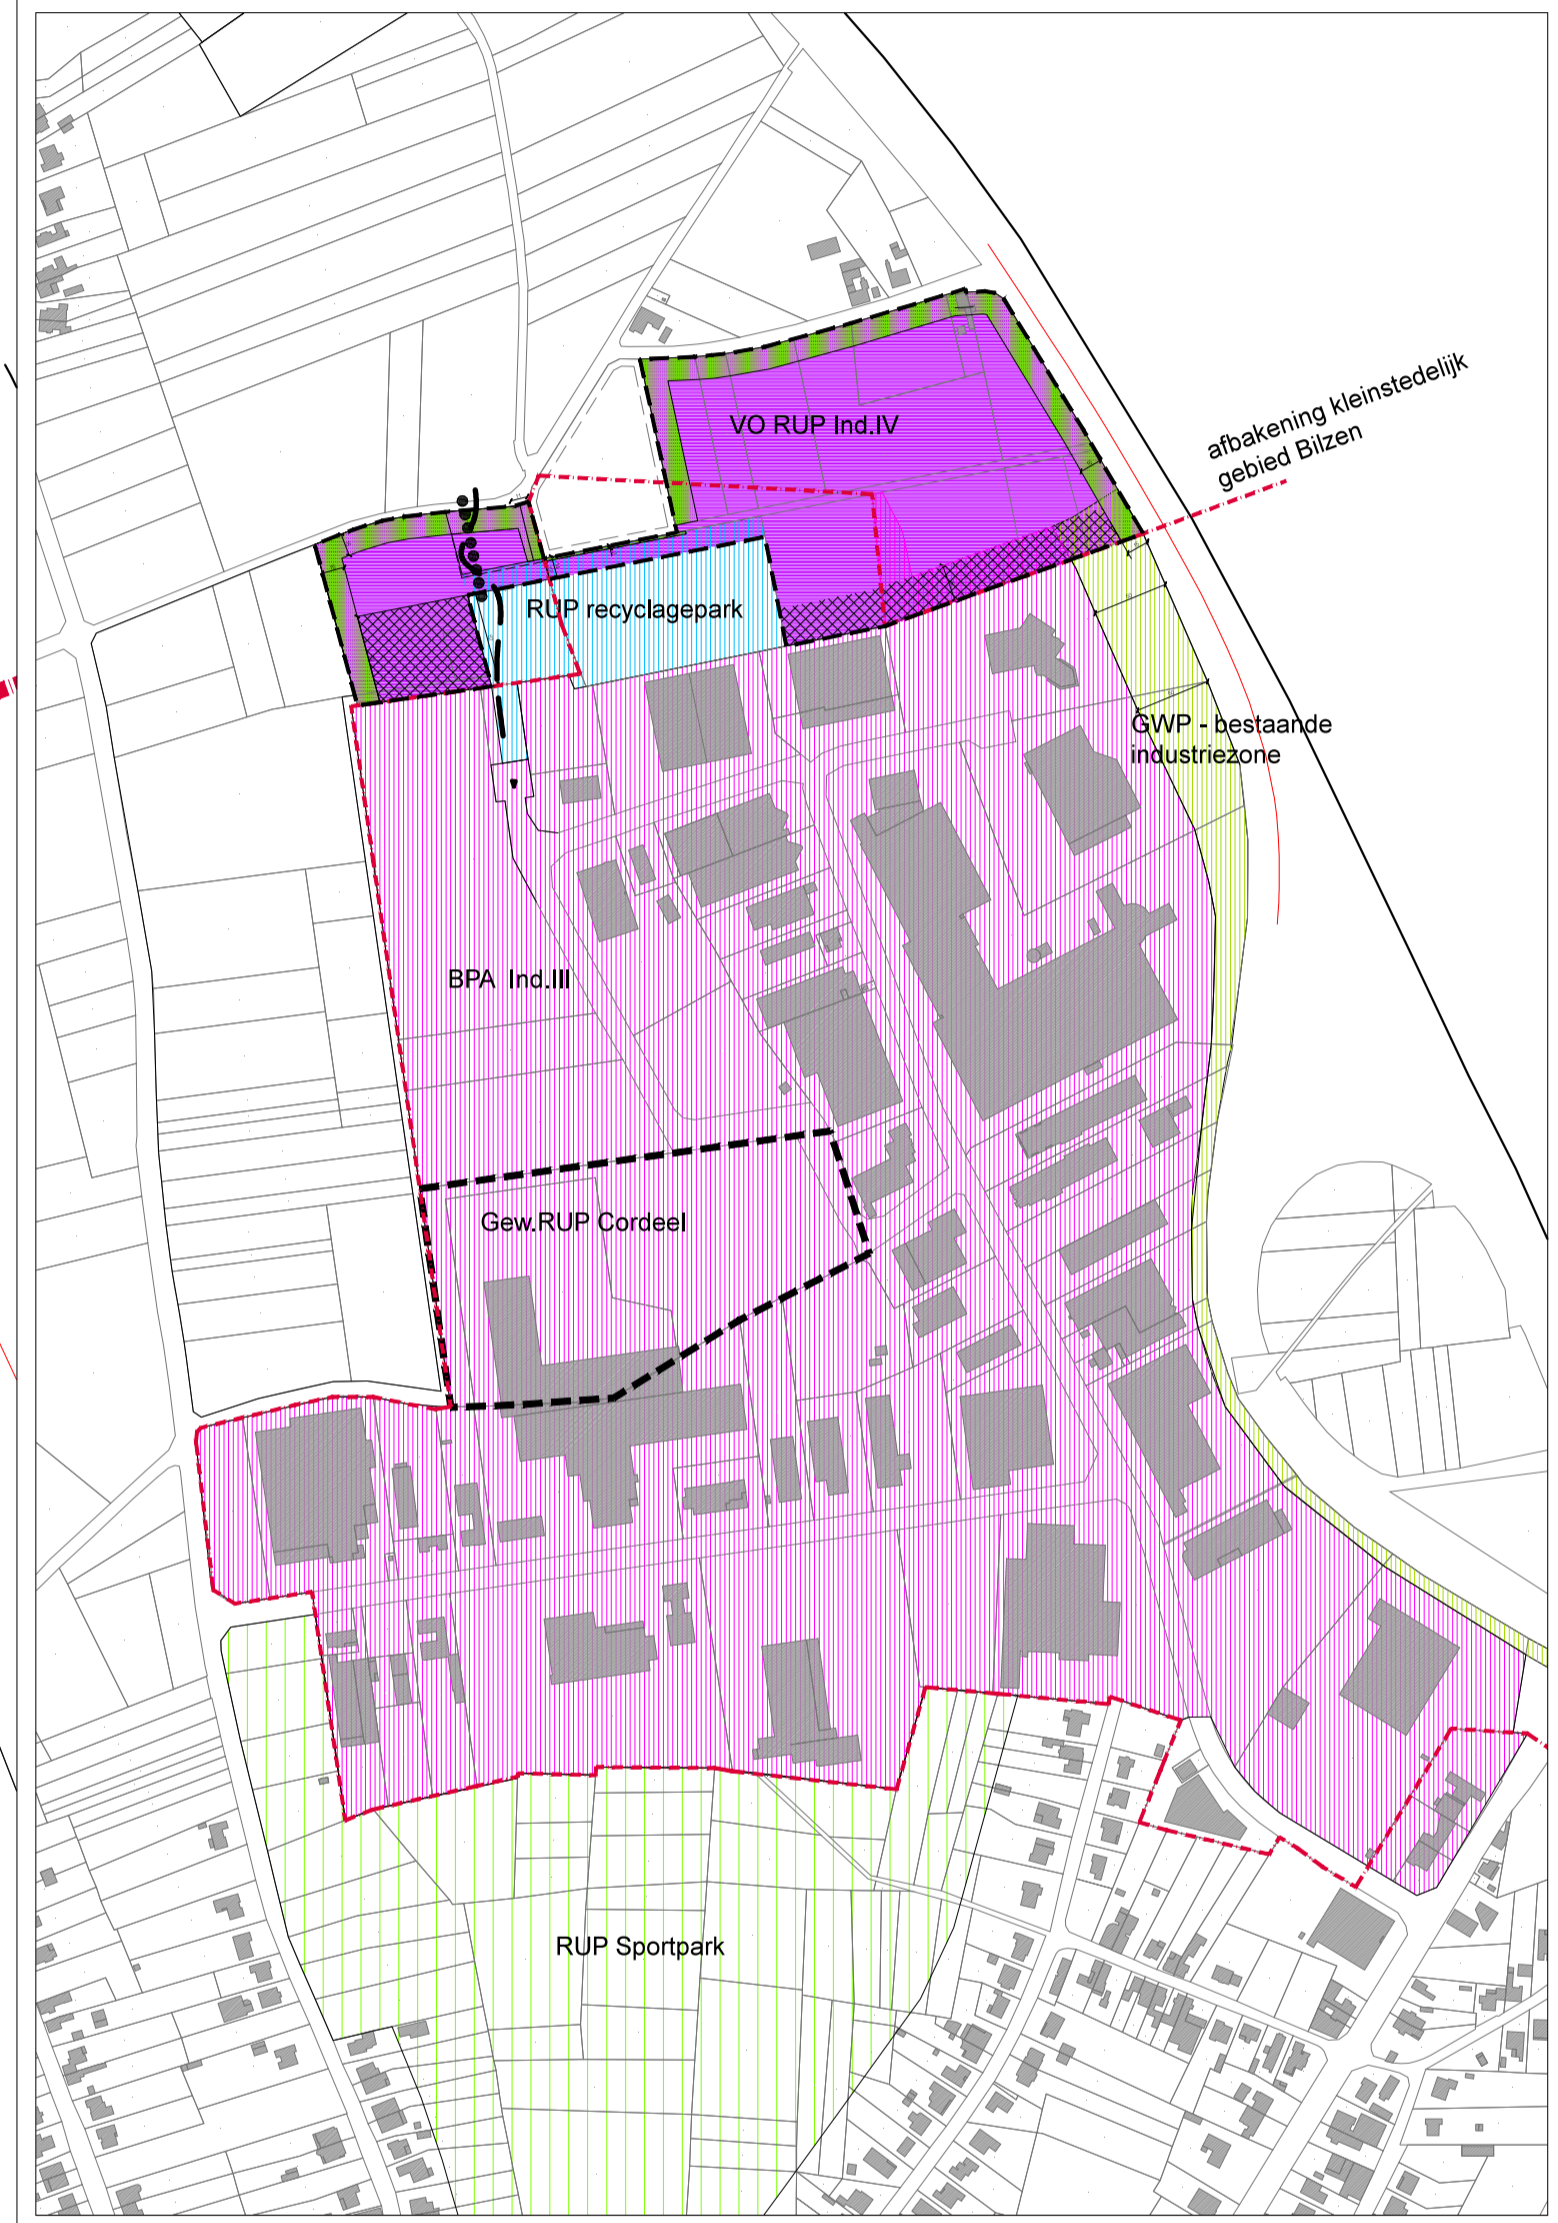 VO RUP Ind.IV
afbakening kleinstedelijk
gebied Bilzen
RUP recyclagepark
GWP - bestaande
industriezone
BPA Ind.III
Gew.RUP Cordeel
RUP Sportpark